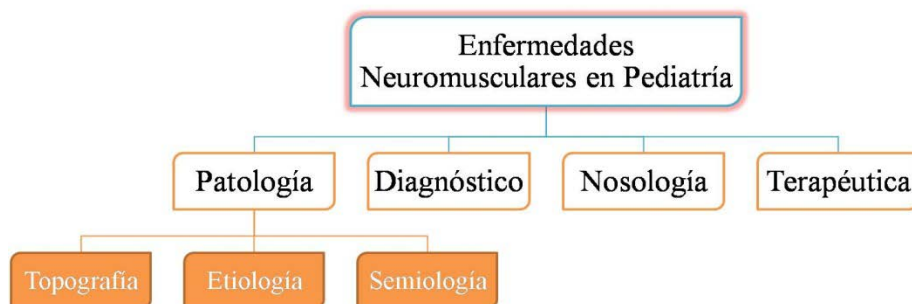 Enfermedades
Neuromusculares en Pediatría
Patología
Diagnóstico
Nosología
Terapéutica
Topografía
Etiología
Semiología